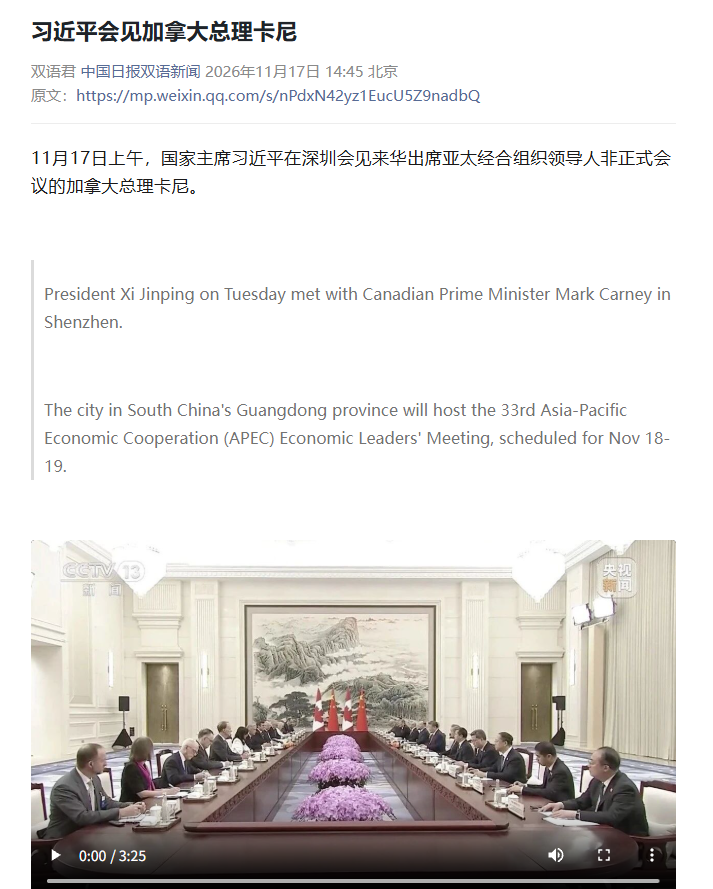 习近平会见加拿大总理卡尼
双语君 中国日报双语新闻 2026年11月17日 14:45 北京
原文：https://mp.weixin.qq.com/s/nPdxN42yz1EucU5Z9nadbQ
11月17日上午，国家主席习近平在深圳会见来华出席亚太经合组织领导人非正式会
议的加拿大总理卡尼。
President Xi Jinping on Tuesday met with Canadian Prime Minister Mark Carney in
Shenzhen.
The city in South China's Guangdong province will host the 33rd Asia-Pacific
Economic Cooperation (APEC) Economic Leaders' Meeting, scheduled for Nov 18-
19.
CCTV 13
新闻
央视
新闻
0:00 / 3:25